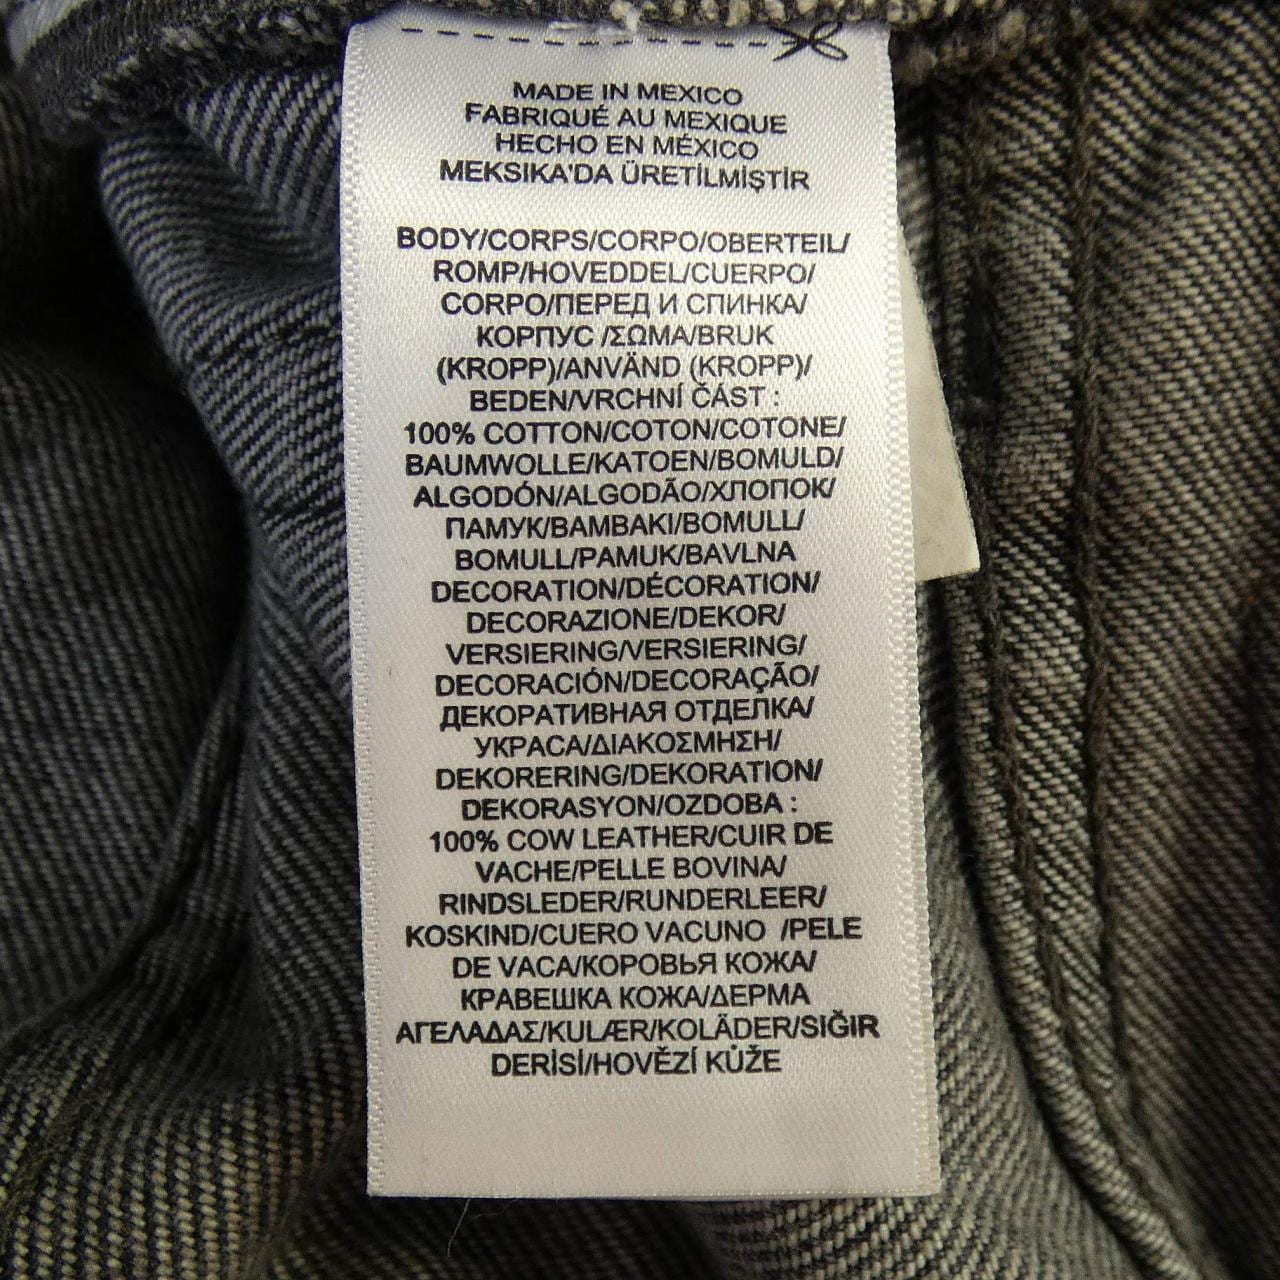 MADE IN MEXICO
FABRIQUÉ AU MEXIQUE
HECHO EN MÉXICO
MEKSIKA'DA ÜRETİLMİŞTİR
BODY/CORPS/CORPO/OBERTEIL/
ROMP/HOVEDDEL/CUERPO/
CORPO/ПЕРЕД И СПИНКА/
КОРПУС /ΣΩΜΑ/BRUK
(KROPP)/ANVÄND (KROPP)/
BEDEN/VRCHNÍ ČÁST :
100% COTTON/COTON/COTONE/
BAUMWOLLE/KATOEN/BOMULD/
ALGODÓN/ALGODÃO/ХЛОПОК/
ПАМУК/BAMBAKI/BOMULL/
BOMULL/PAMUK/BAVLNA
DECORATION/DÉCORATION/
DECORAZIONE/DEKOR/
VERSIERING/VERSIERING/
DECORACIÓN/DECORAÇÃO/
ДЕКОРАТИВНАЯ ОТДЕЛКА/
УКРАСА/ΔΙΑΚΟΣΜΗΣΗ/
DEKORERING/DEKORATION/
DEKORASYON/OZDOBA :
100% COW LEATHER/CUIR DE
VACHE/PELLE BOVINA/
RINDSLEDER/RUNDERLEER/
KOSKIND/CUERO VACUNO /PELE
DE VACA/КОРОВЬЯ КОЖА/
КРАВЕШКА КОЖА/ΔΕΡΜΑ
ΑΓΕΛΑΔΑΣ/KULÆR/KOLÄDER/SIĞIR
DERİSİ/HOVĚZÍ KŮŽE